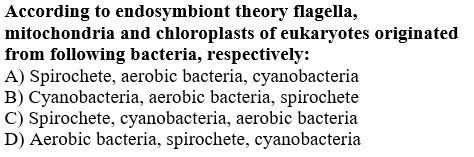 According to endosymbiont theory flagella,
mitochondria and chloroplasts of eukaryotes originated
from following bacteria, respectively:
A) Spirochete, aerobic bacteria, cyanobacteria
B) Cyanobacteria, aerobic bacteria, spirochete
C) Spirochete, cyanobacteria, aerobic bacteria
D) Aerobic bacteria, spirochete, cyanobacteria